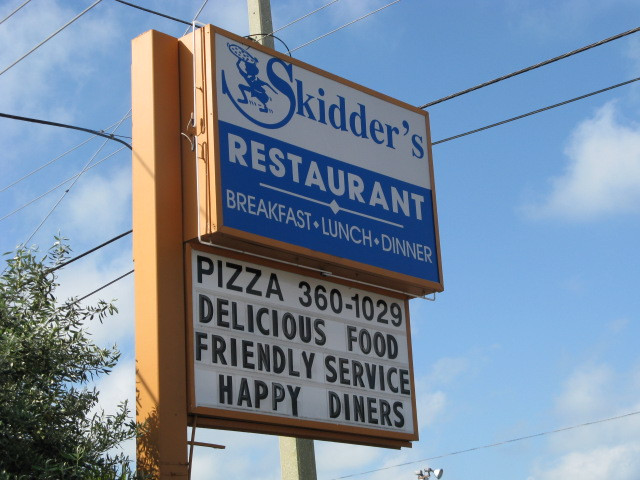 Skidder's
RESTAURANT
BREAKFAST • LUNCH • DINNER
PIZZA 360-1029
DELICIOUS FOOD
FRIENDLY SERVICE
HAPPY DINERS